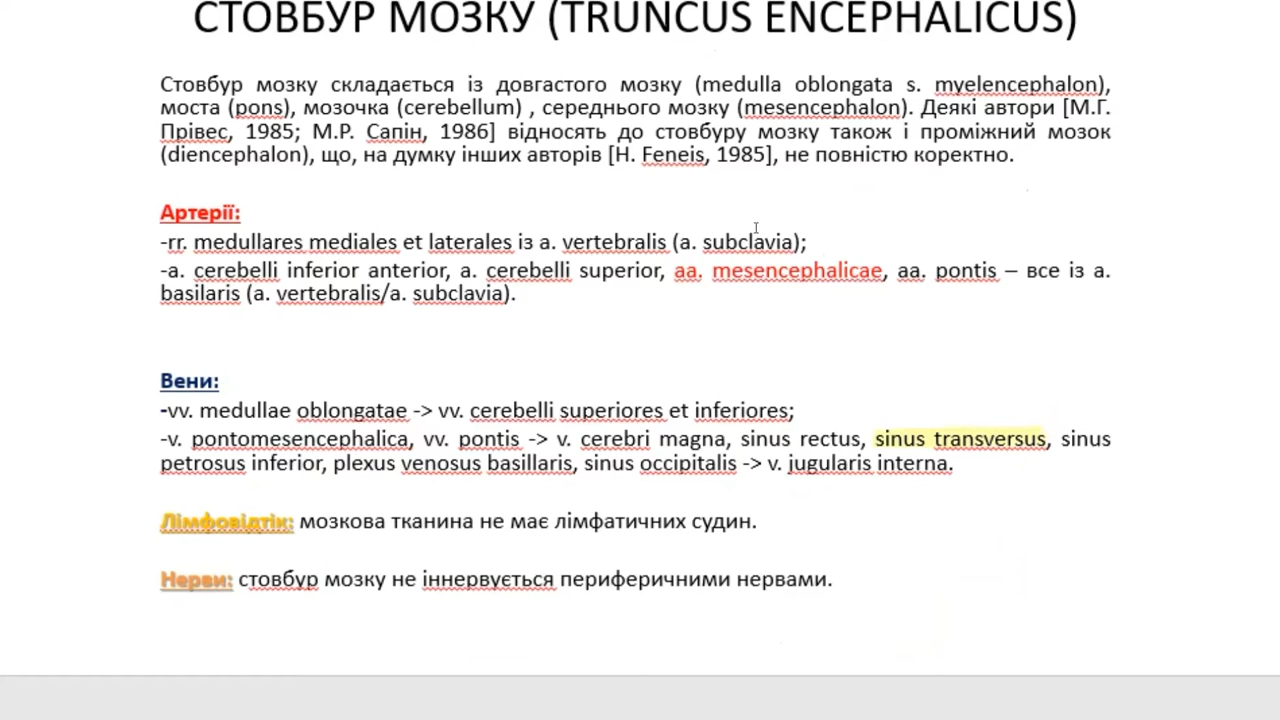 СТОВБУР МОЗКУ (TRUNCUS ENCEPHALICUS)
Стовбур мозку складається із довгастого мозку (medulla oblongata s. myelencephalon),
моста (pons), мозочка (cerebellum) , середнього мозку (mesencephalon). Деякі автори [М.Г.
Прівес, 1985; М.Р. Сапін, 1986] відносять до стовбуру мозку також і проміжний мозок
(diencephalon), що, на думку інших авторів [H. Feneis, 1985], не повністю коректно.
Артерії:
-rr. medullares mediales et laterales із a. vertebralis (a. subclavia);
-a. cerebelli inferior anterior, a. cerebelli superior, aa. mesencephalicae, aa. pontis – все із a.
basilaris (a. vertebralis/a. subclavia).
Вени:
-vv. medullae oblongatae -> vv. cerebelli superiores et inferiores;
-v. pontomesencephalica, vv. pontis -> v. cerebri magna, sinus rectus, sinus transversus, sinus
petrosus inferior, plexus venosus basillaris, sinus occipitalis -> v. jugularis interna.
Лімфовідтік: мозкова тканина не має лімфатичних судин.
Нерви: стовбур мозку не іннервується периферичними нервами.